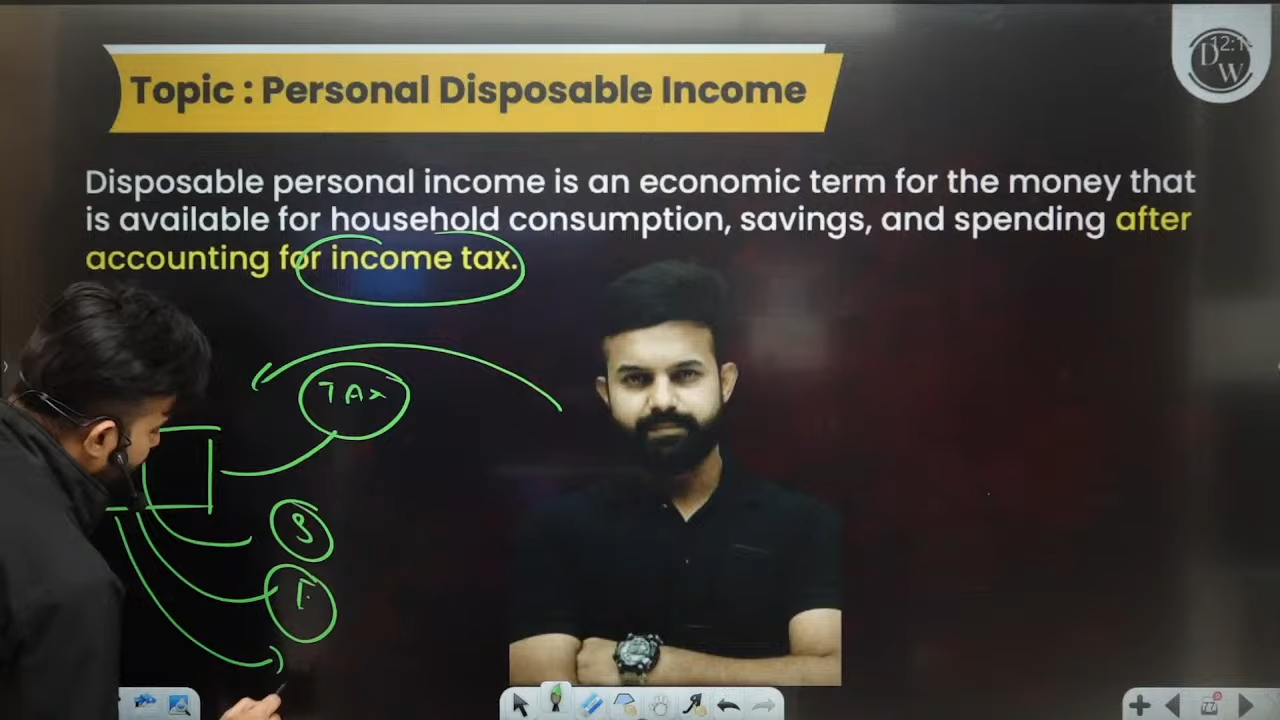 Topic : Personal Disposable Income
Disposable personal income is an economic term for the money that
is available for household consumption, savings, and spending after
accounting for income tax.
TAx
S
I
77